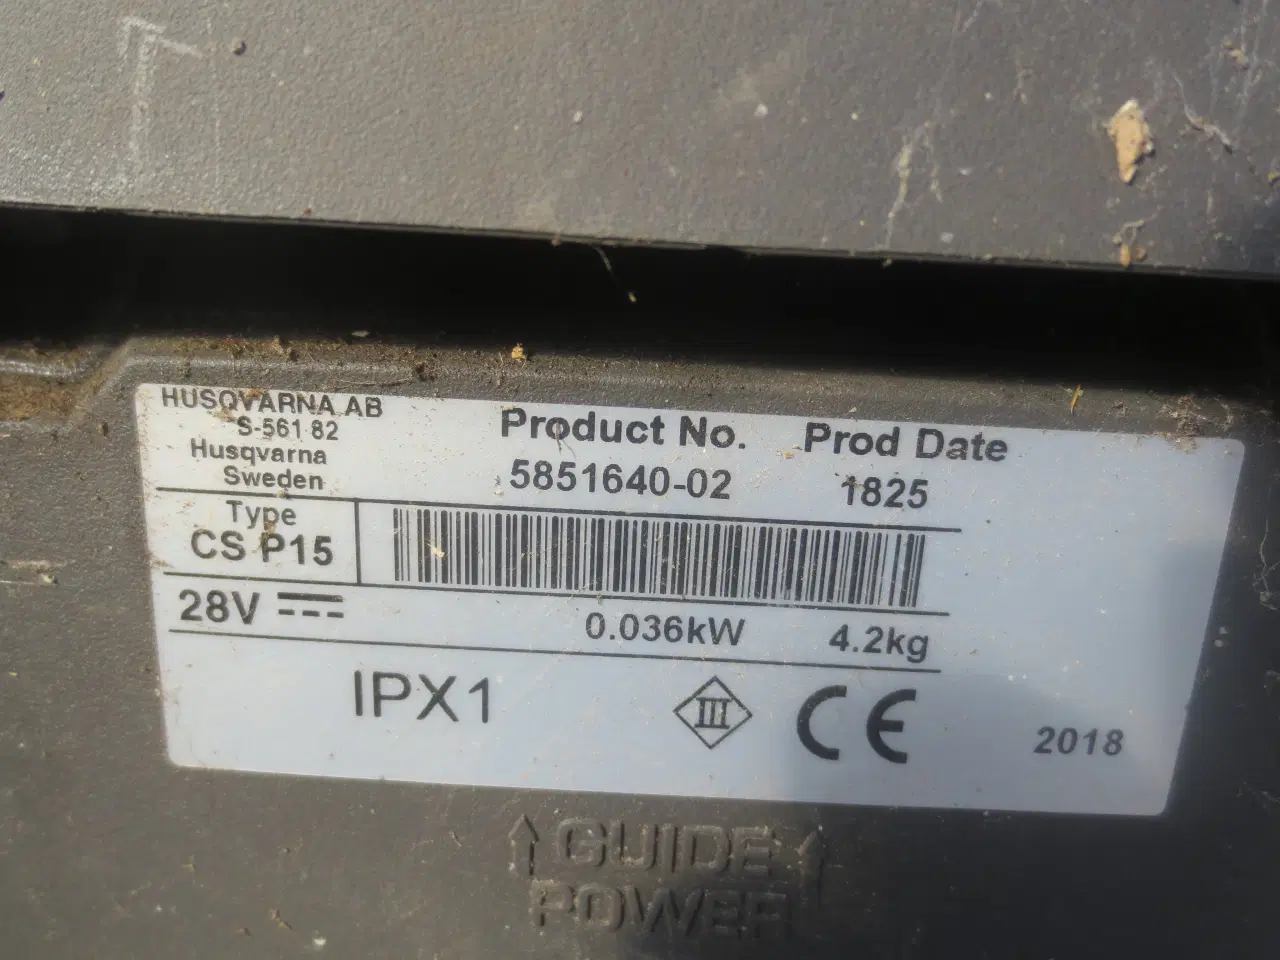 HUSQVARNA AB
S-561 82
Husqvarna
Sweden
Product No.
5851640-02
Prod Date
1825
Type
CS P15
28V
0.036kW
4.2kg
IPX1
III
CE
2018
GUIDE
POWER